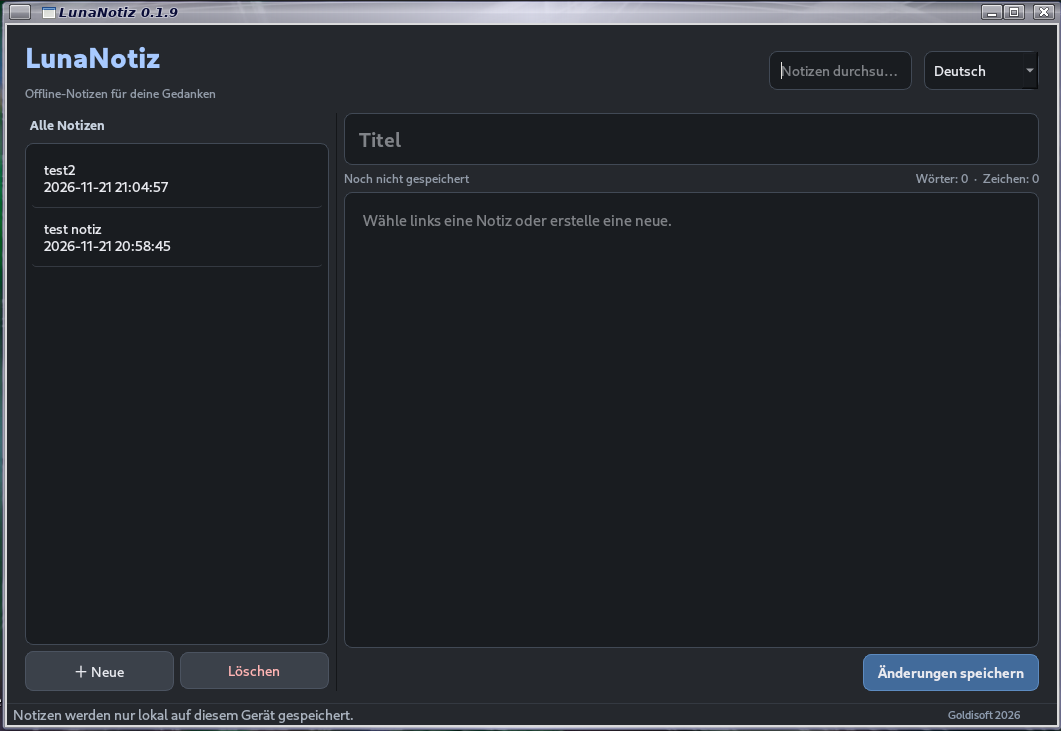 LunaNotiz 0.1.9
LunaNotiz
Offline-Notizen für deine Gedanken
Notizen durchsu...
Deutsch
Alle Notizen
test2
2026-11-21 21:04:57
test notiz
2026-11-21 20:58:45
Titel
Noch nicht gespeichert
Wörter: 0 · Zeichen: 0
Wähle links eine Notiz oder erstelle eine neue.
+ Neue
Löschen
Änderungen speichern
Notizen werden nur lokal auf diesem Gerät gespeichert.
Goldisoft 2026